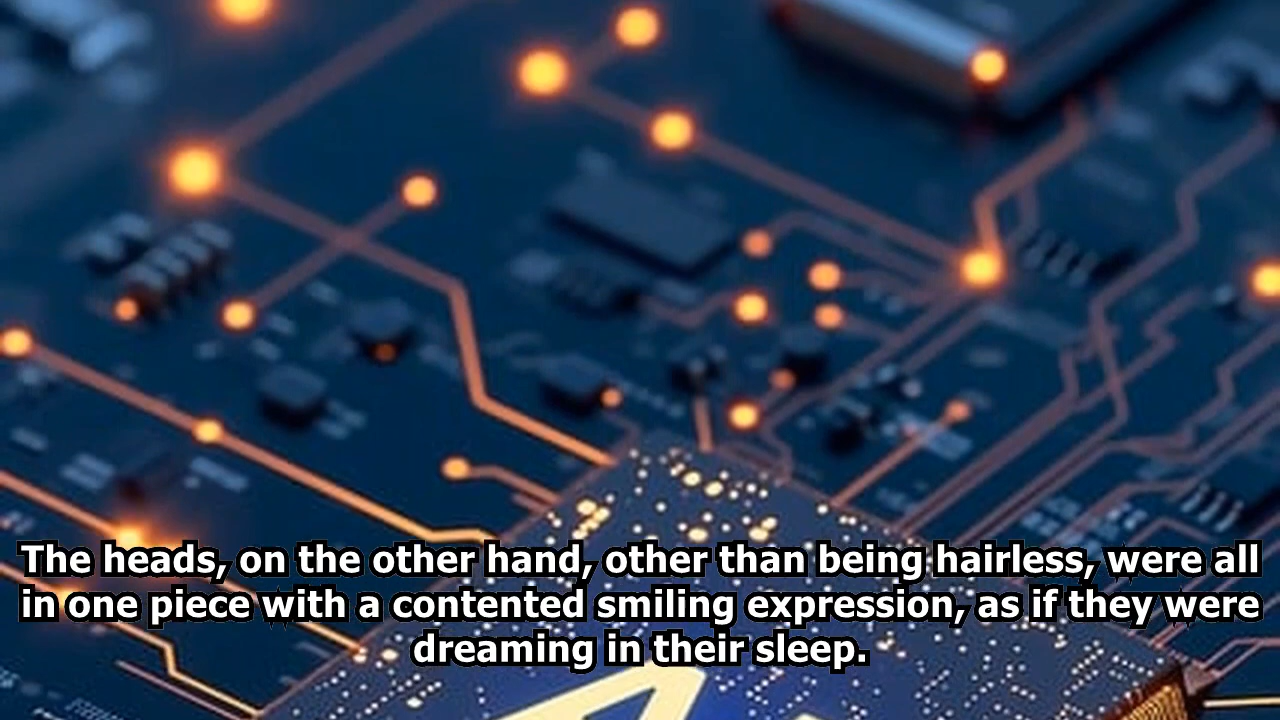 The heads, on the other hand, other than being hairless, were all
in one piece with a contented smiling expression, as if they were
dreaming in their sleep.